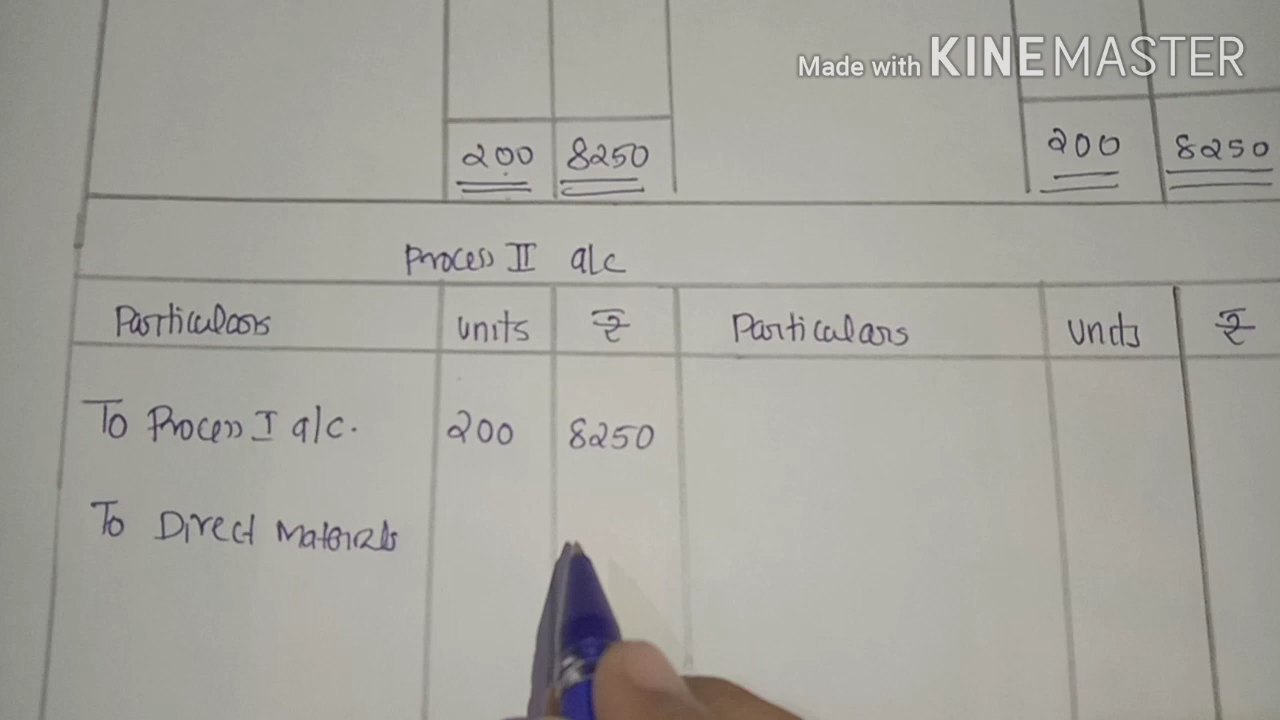 Made with KINEMASTER
200 8250 200 8250
Process II a/c
Particulars units ₹ Particulars units ₹
To Process I a/c. 200 8250
To Direct Materials